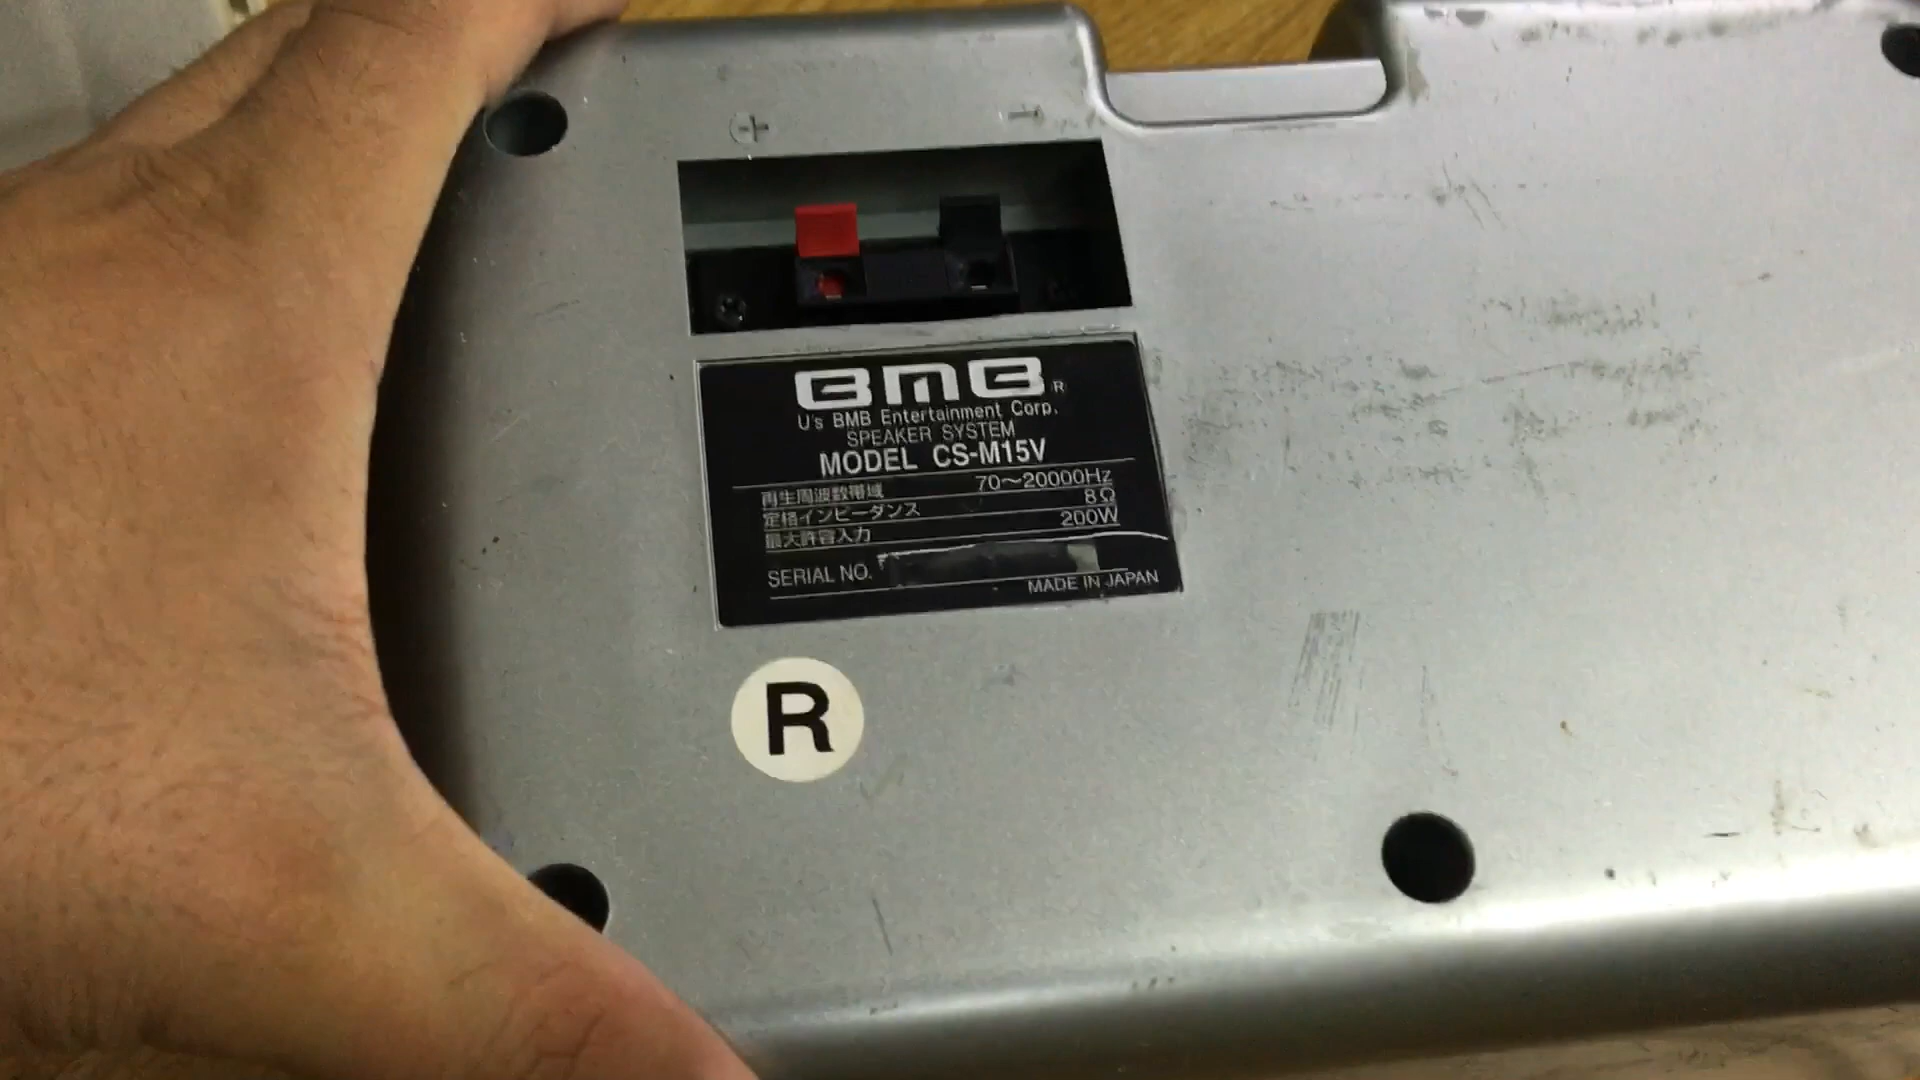 + -
BMB R
U's BMB Entertainment Corp.
SPEAKER SYSTEM
MODEL CS-M15V
再生周波数帯域 70〜20000Hz
定格インピーダンス 8Ω
最大許容入力 200W
SERIAL NO.
MADE IN JAPAN
R